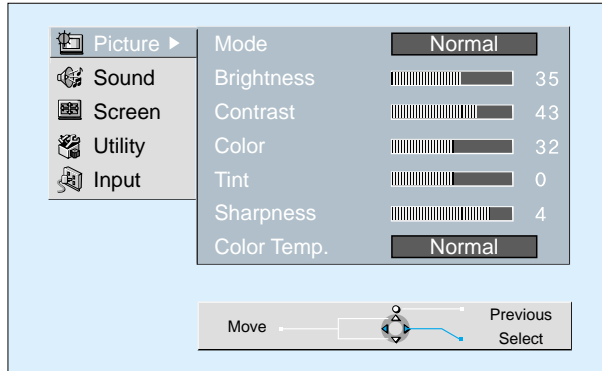 Picture
Sound
Screen
Utility
Input
Mode Normal
Brightness 35
Contrast 43
Color 32
Tint 0
Sharpness 4
Color Temp. Normal
Move
Previous
Select